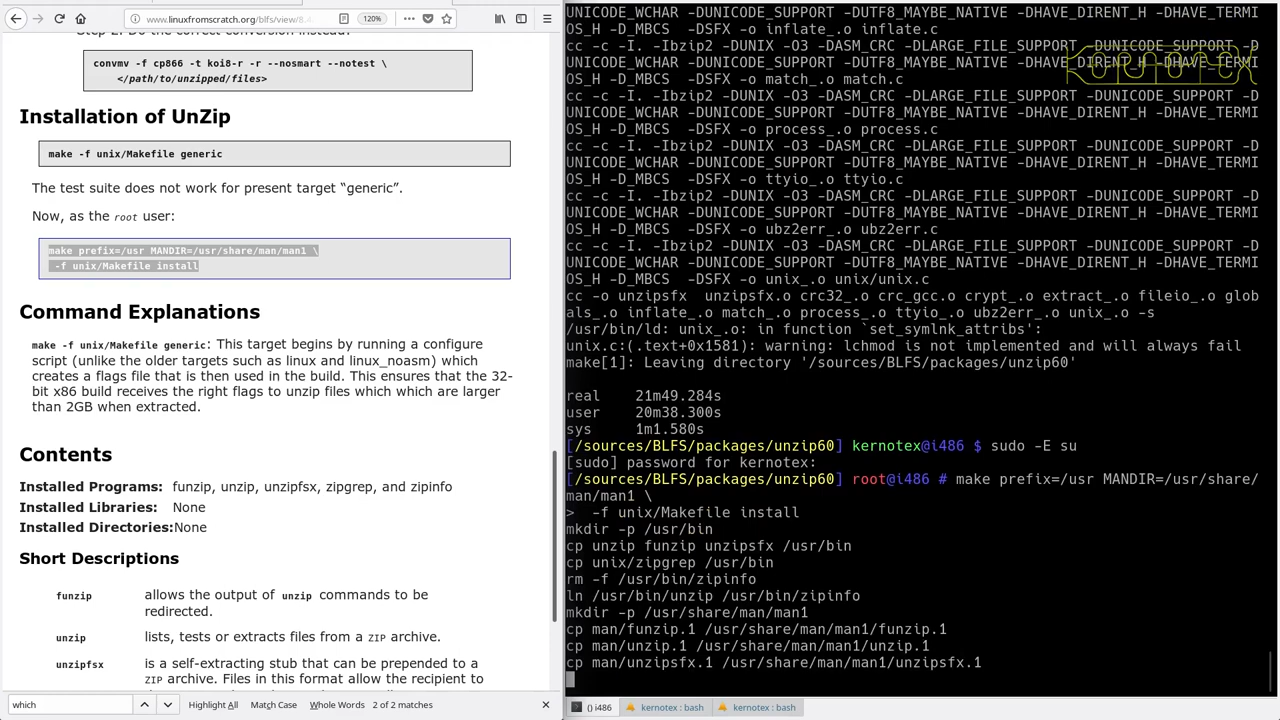 www.linuxfromscratch.org/blfs/view/8.
120%
Step 2: Do the correct conversion instead:
convmv -f cp866 -t koi8-r -r --nosmart --notest \
</path/to/unzipped/files>
Installation of UnZip
make -f unix/Makefile generic
The test suite does not work for present target “generic”.
Now, as the root user:
make prefix=/usr MANDIR=/usr/share/man/man1 \
-f unix/Makefile install
Command Explanations
make -f unix/Makefile generic: This target begins by running a configure
script (unlike the older targets such as linux and linux_noasm) which
creates a flags file that is then used in the build. This ensures that the 32-
bit x86 build receives the right flags to unzip files which which are larger
than 2GB when extracted.
Contents
Installed Programs: funzip, unzip, unzipfsx, zipgrep, and zipinfo
Installed Libraries: None
Installed Directories:None
Short Descriptions
funzip allows the output of unzip commands to be
redirected.
unzip lists, tests or extracts files from a ZIP archive.
unzipfsx is a self-extracting stub that can be prepended to a
ZIP archive. Files in this format allow the recipient to
which
Highlight All
Match Case
Whole Words
2 of 2 matches
UNICODE_WCHAR -DUNICODE_SUPPORT -DUTF8_MAYBE_NATIVE -DHAVE_DIRENT_H -DHAVE_TERMI
OS_H -D_MBCS  -DSFX -o inflate_.o inflate.c
cc -c -I. -Ibzip2 -DUNIX -O3 -DASM_CRC -DLARGE_FILE_SUPPORT -DUNICODE_SUPPORT -D
UNICODE_WCHAR -DUNICODE_SUPPORT -DUTF8_MAYBE_NATIVE -DHAVE_DIRENT_H -DHAVE_TERMI
OS_H -D_MBCS  -DSFX -o match_.o match.c
cc -c -I. -Ibzip2 -DUNIX -O3 -DASM_CRC -DLARGE_FILE_SUPPORT -DUNICODE_SUPPORT -D
UNICODE_WCHAR -DUNICODE_SUPPORT -DUTF8_MAYBE_NATIVE -DHAVE_DIRENT_H -DHAVE_TERMI
OS_H -D_MBCS  -DSFX -o process_.o process.c
cc -c -I. -Ibzip2 -DUNIX -O3 -DASM_CRC -DLARGE_FILE_SUPPORT -DUNICODE_SUPPORT -D
UNICODE_WCHAR -DUNICODE_SUPPORT -DUTF8_MAYBE_NATIVE -DHAVE_DIRENT_H -DHAVE_TERMI
OS_H -D_MBCS  -DSFX -o ttyio_.o ttyio.c
cc -c -I. -Ibzip2 -DUNIX -O3 -DASM_CRC -DLARGE_FILE_SUPPORT -DUNICODE_SUPPORT -D
UNICODE_WCHAR -DUNICODE_SUPPORT -DUTF8_MAYBE_NATIVE -DHAVE_DIRENT_H -DHAVE_TERMI
OS_H -D_MBCS  -DSFX -o ubz2err_.o ubz2err.c
cc -c -I. -Ibzip2 -DUNIX -O3 -DASM_CRC -DLARGE_FILE_SUPPORT -DUNICODE_SUPPORT -D
UNICODE_WCHAR -DUNICODE_SUPPORT -DUTF8_MAYBE_NATIVE -DHAVE_DIRENT_H -DHAVE_TERMI
OS_H -D_MBCS  -DSFX -o unix_.o unix/unix.c
cc -o unzipsfx  unzipsfx.o crc32_.o crc_gcc.o crypt_.o extract_.o fileio_.o glob
als_.o inflate_.o match_.o process_.o ttyio_.o ubz2err_.o unix_.o -s
/usr/bin/ld: unix_.o: in function `set_symlnk_attribs':
unix.c:(.text+0x1581): warning: lchmod is not implemented and will always fail
make[1]: Leaving directory '/sources/BLFS/packages/unzip60'
real    21m49.284s
user    20m38.300s
sys     1m1.580s
[/sources/BLFS/packages/unzip60] kernotex@i486 $ sudo -E su
[sudo] password for kernotex:
[/sources/BLFS/packages/unzip60] root@i486 # make prefix=/usr MANDIR=/usr/share/
man/man1 \
>  -f unix/Makefile install
mkdir -p /usr/bin
cp unzip funzip unzipsfx /usr/bin
cp unix/zipgrep /usr/bin
rm -f /usr/bin/zipinfo
ln /usr/bin/unzip /usr/bin/zipinfo
mkdir -p /usr/share/man/man1
cp man/funzip.1 /usr/share/man/man1/funzip.1
cp man/unzip.1 /usr/share/man/man1/unzip.1
cp man/unzipsfx.1 /usr/share/man/man1/unzipsfx.1
() i486
kernotex : bash
kernotex : bash